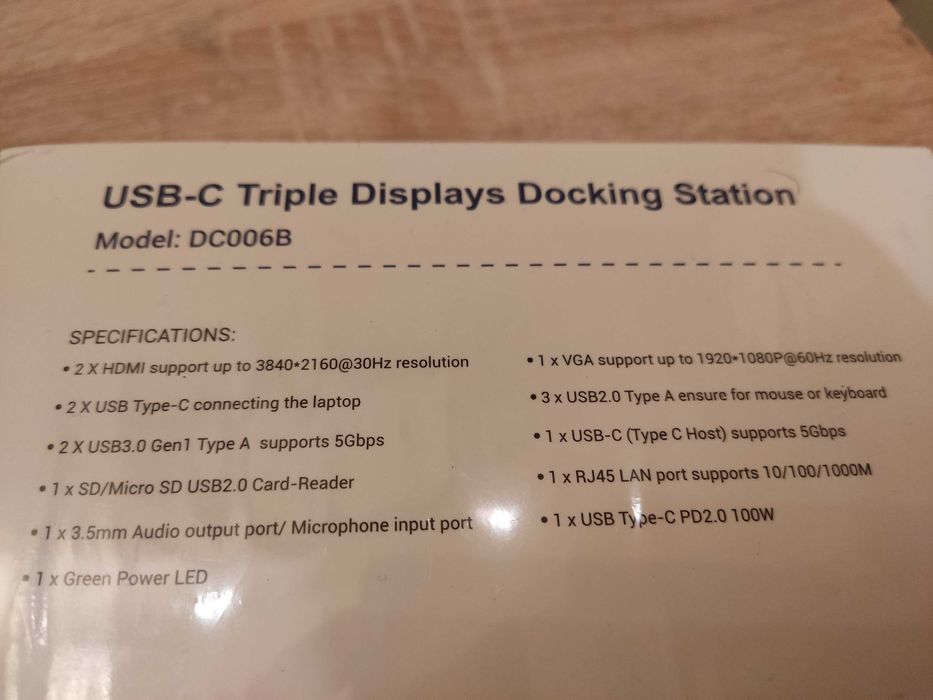 USB-C Triple Displays Docking Station
Model: DC006B
SPECIFICATIONS:
• 2 X HDMI support up to 3840*2160@30Hz resolution
• 2 X USB Type-C connecting the laptop
• 2 X USB3.0 Gen1 Type A supports 5Gbps
• 1 x SD/Micro SD USB2.0 Card-Reader
• 1 x 3.5mm Audio output port/ Microphone input port
• 1 x Green Power LED
• 1 x VGA support up to 1920*1080P@60Hz resolution
• 3 x USB2.0 Type A ensure for mouse or keyboard
• 1 x USB-C (Type C Host) supports 5Gbps
• 1 x RJ45 LAN port supports 10/100/1000M
• 1 x USB Type-C PD2.0 100W